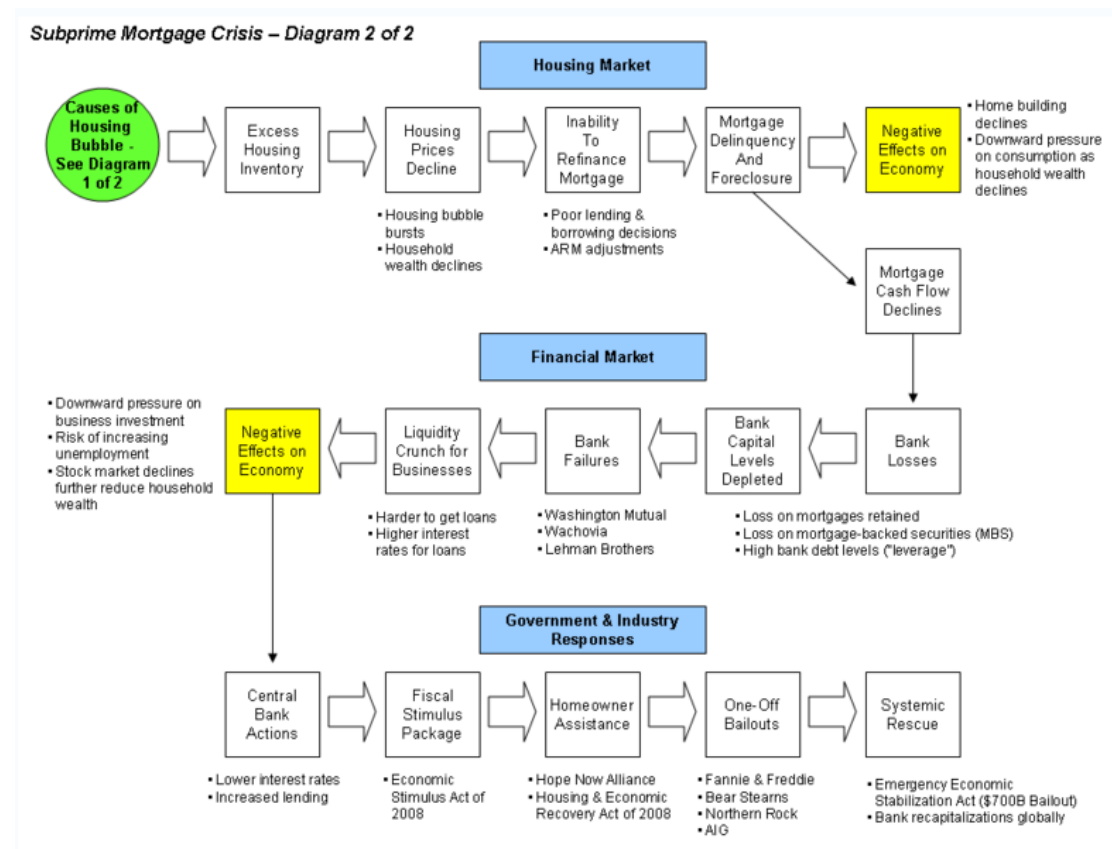 Subprime Mortgage Crisis – Diagram 2 of 2
Housing Market
Causes of
Housing
Bubble -
See Diagram
1 of 2
Excess
Housing
Inventory
Housing
Prices
Decline
Inability
To
Refinance
Mortgage
Mortgage
Delinquency
And
Foreclosure
Negative
Effects on
Economy
▪ Home building
declines
▪ Downward pressure
on consumption as
household wealth
declines
▪ Housing bubble
bursts
▪ Household
wealth declines
▪ Poor lending &
borrowing decisions
▪ ARM adjustments
Mortgage
Cash Flow
Declines
Financial Market
▪ Downward pressure on
business investment
▪ Risk of increasing
unemployment
▪ Stock market declines
further reduce household
wealth
Negative
Effects on
Economy
Liquidity
Crunch for
Businesses
Bank
Failures
Bank
Capital
Levels
Depleted
Bank
Losses
▪ Harder to get loans
▪ Higher interest
rates for loans
▪ Washington Mutual
▪ Wachovia
▪ Lehman Brothers
▪ Loss on mortgages retained
▪ Loss on mortgage-backed securities (MBS)
▪ High bank debt levels ("leverage")
Government & Industry
Responses
Central
Bank
Actions
Fiscal
Stimulus
Package
Homeowner
Assistance
One-Off
Bailouts
Systemic
Rescue
▪ Lower interest rates
▪ Increased lending
▪ Economic
Stimulus Act of
2008
▪ Hope Now Alliance
▪ Housing & Economic
Recovery Act of 2008
▪ Fannie & Freddie
▪ Bear Stearns
▪ Northern Rock
▪ AIG
▪ Emergency Economic
Stabilization Act ($700B Bailout)
▪ Bank recapitalizations globally